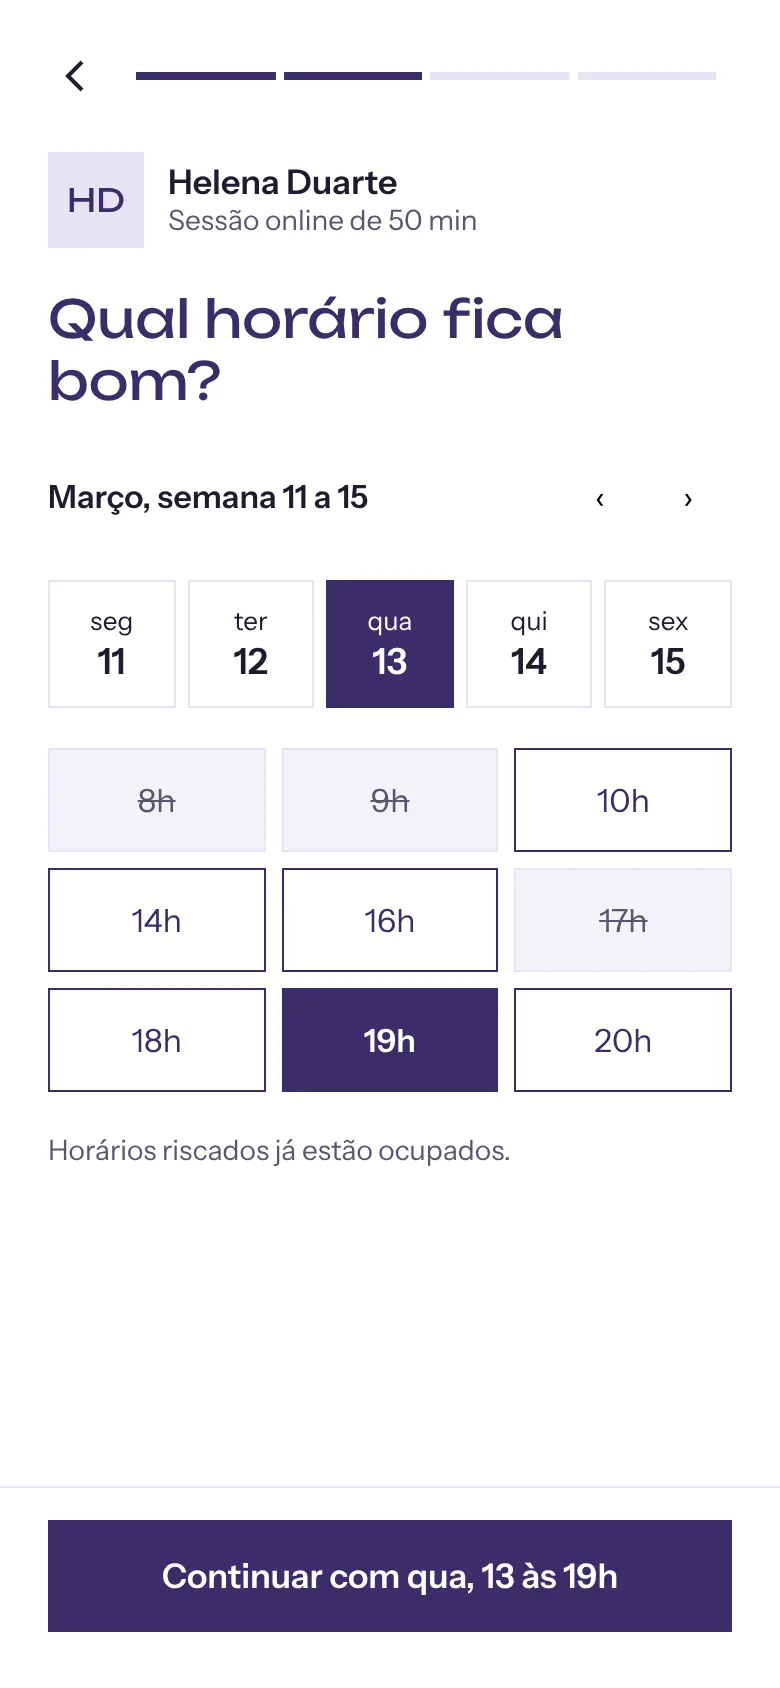 HD
Helena Duarte
Sessão online de 50 min
Qual horário fica
bom?
Março, semana 11 a 15
‹ ›
seg ter qua qui sex
11 12 13 14 15
8h 9h 10h
14h 16h 17h
18h 19h 20h
Horários riscados já estão ocupados.
Continuar com qua, 13 às 19h